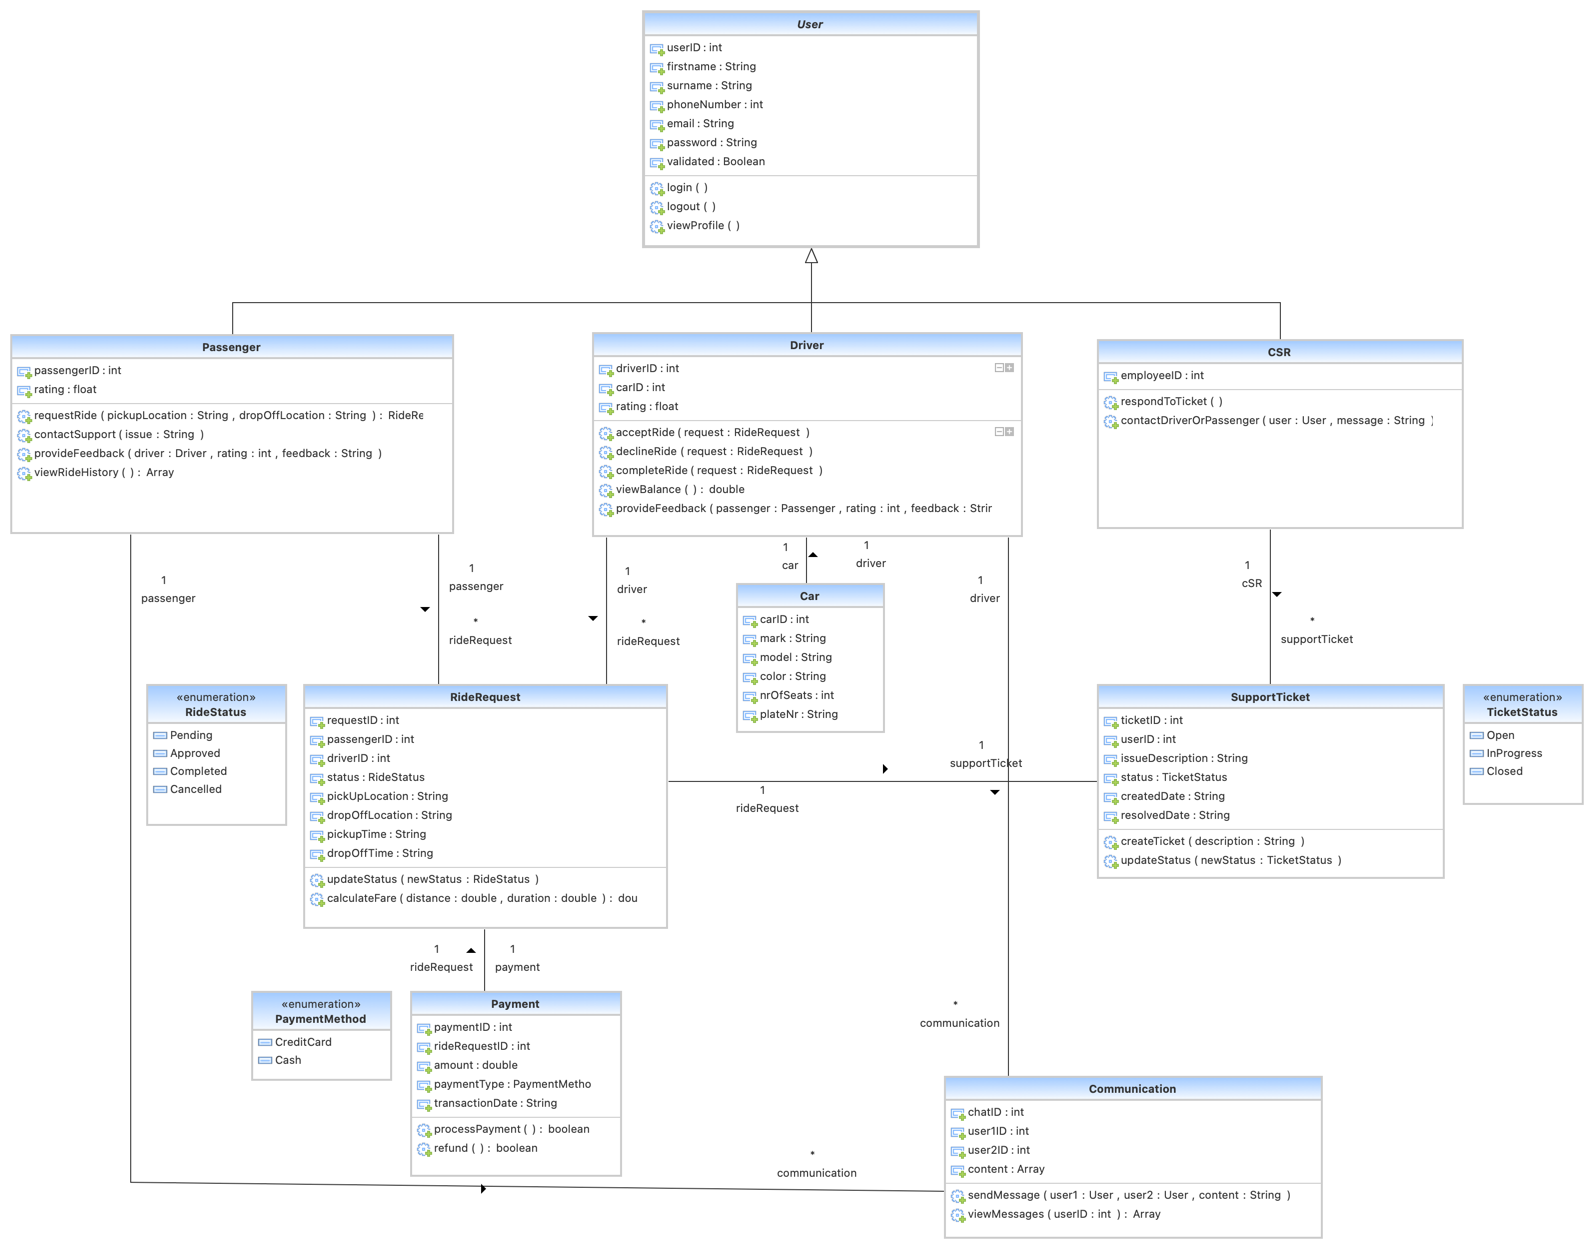 User
userID : int
firstname : String
surname : String
phoneNumber : int
email : String
password : String
validated : Boolean
login ( )
logout ( )
viewProfile ( )
Passenger
passengerID : int
rating : float
requestRide ( pickupLocation : String , dropOffLocation : String ) : RideRe
contactSupport ( issue : String )
provideFeedback ( driver : Driver , rating : int , feedback : String )
viewRideHistory ( ) : Array
Driver
driverID : int
carID : int
rating : float
acceptRide ( request : RideRequest )
declineRide ( request : RideRequest )
completeRide ( request : RideRequest )
viewBalance ( ) : double
provideFeedback ( passenger : Passenger , rating : int , feedback : Strir
CSR
employeeID : int
respondToTicket ( )
contactDriverOrPassenger ( user : User , message : String )
1
passenger
1
passenger
*
rideRequest
1
driver
*
rideRequest
1
car
1
driver
1
driver
1
cSR
*
supportTicket
Car
carID : int
mark : String
model : String
color : String
nrOfSeats : int
plateNr : String
«enumeration»
RideStatus
Pending
Approved
Completed
Cancelled
RideRequest
requestID : int
passengerID : int
driverID : int
status : RideStatus
pickUpLocation : String
dropOffLocation : String
pickupTime : String
dropOffTime : String
updateStatus ( newStatus : RideStatus )
calculateFare ( distance : double , duration : double ) : dou
1
supportTicket
1
rideRequest
SupportTicket
ticketID : int
userID : int
issueDescription : String
status : TicketStatus
createdDate : String
resolvedDate : String
createTicket ( description : String )
updateStatus ( newStatus : TicketStatus )
«enumeration»
TicketStatus
Open
InProgress
Closed
1
rideRequest
1
payment
«enumeration»
PaymentMethod
CreditCard
Cash
Payment
paymentID : int
rideRequestID : int
amount : double
paymentType : PaymentMetho
transactionDate : String
processPayment ( ) : boolean
refund ( ) : boolean
*
communication
*
communication
Communication
chatID : int
user1ID : int
user2ID : int
content : Array
sendMessage ( user1 : User , user2 : User , content : String )
viewMessages ( userID : int ) : Array